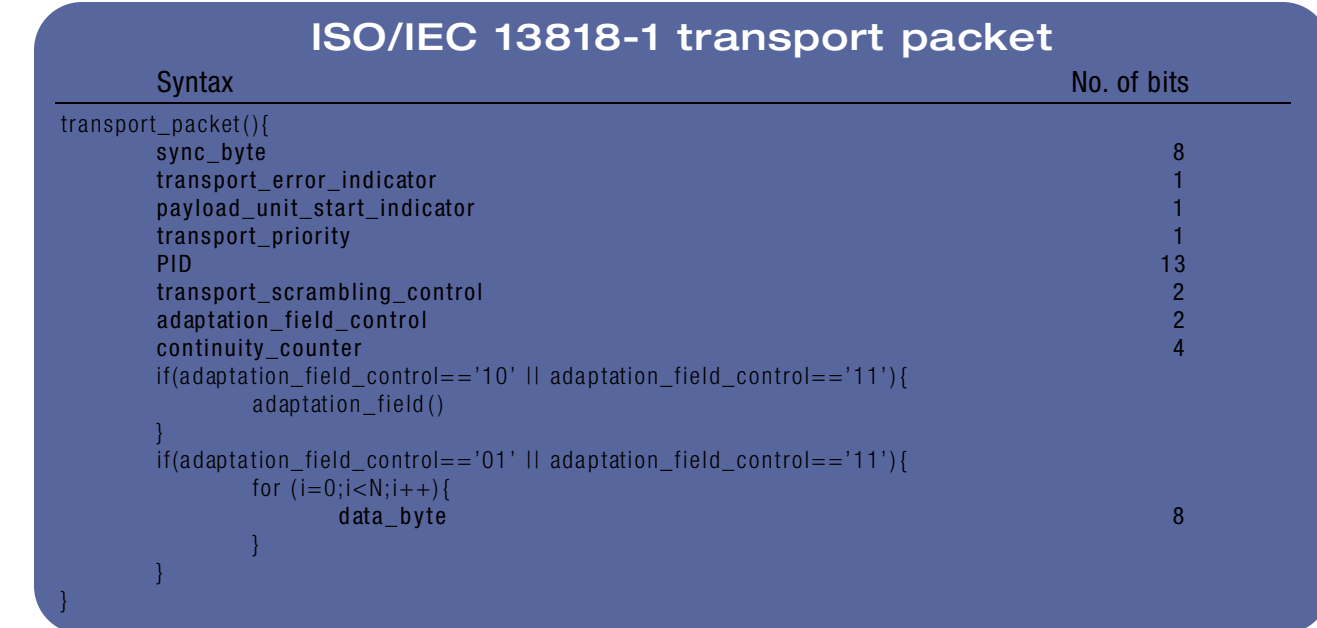 ISO/IEC 13818-1 transport packet
Syntax No. of bits
transport_packet(){
sync_byte 8
transport_error_indicator 1
payload_unit_start_indicator 1
transport_priority 1
PID 13
transport_scrambling_control 2
adaptation_field_control 2
continuity_counter 4
if(adaptation_field_control=='10' || adaptation_field_control=='11'){
adaptation_field()
}
if(adaptation_field_control=='01' || adaptation_field_control=='11'){
for (i=0;i<N;i++){
data_byte 8
}
}
}